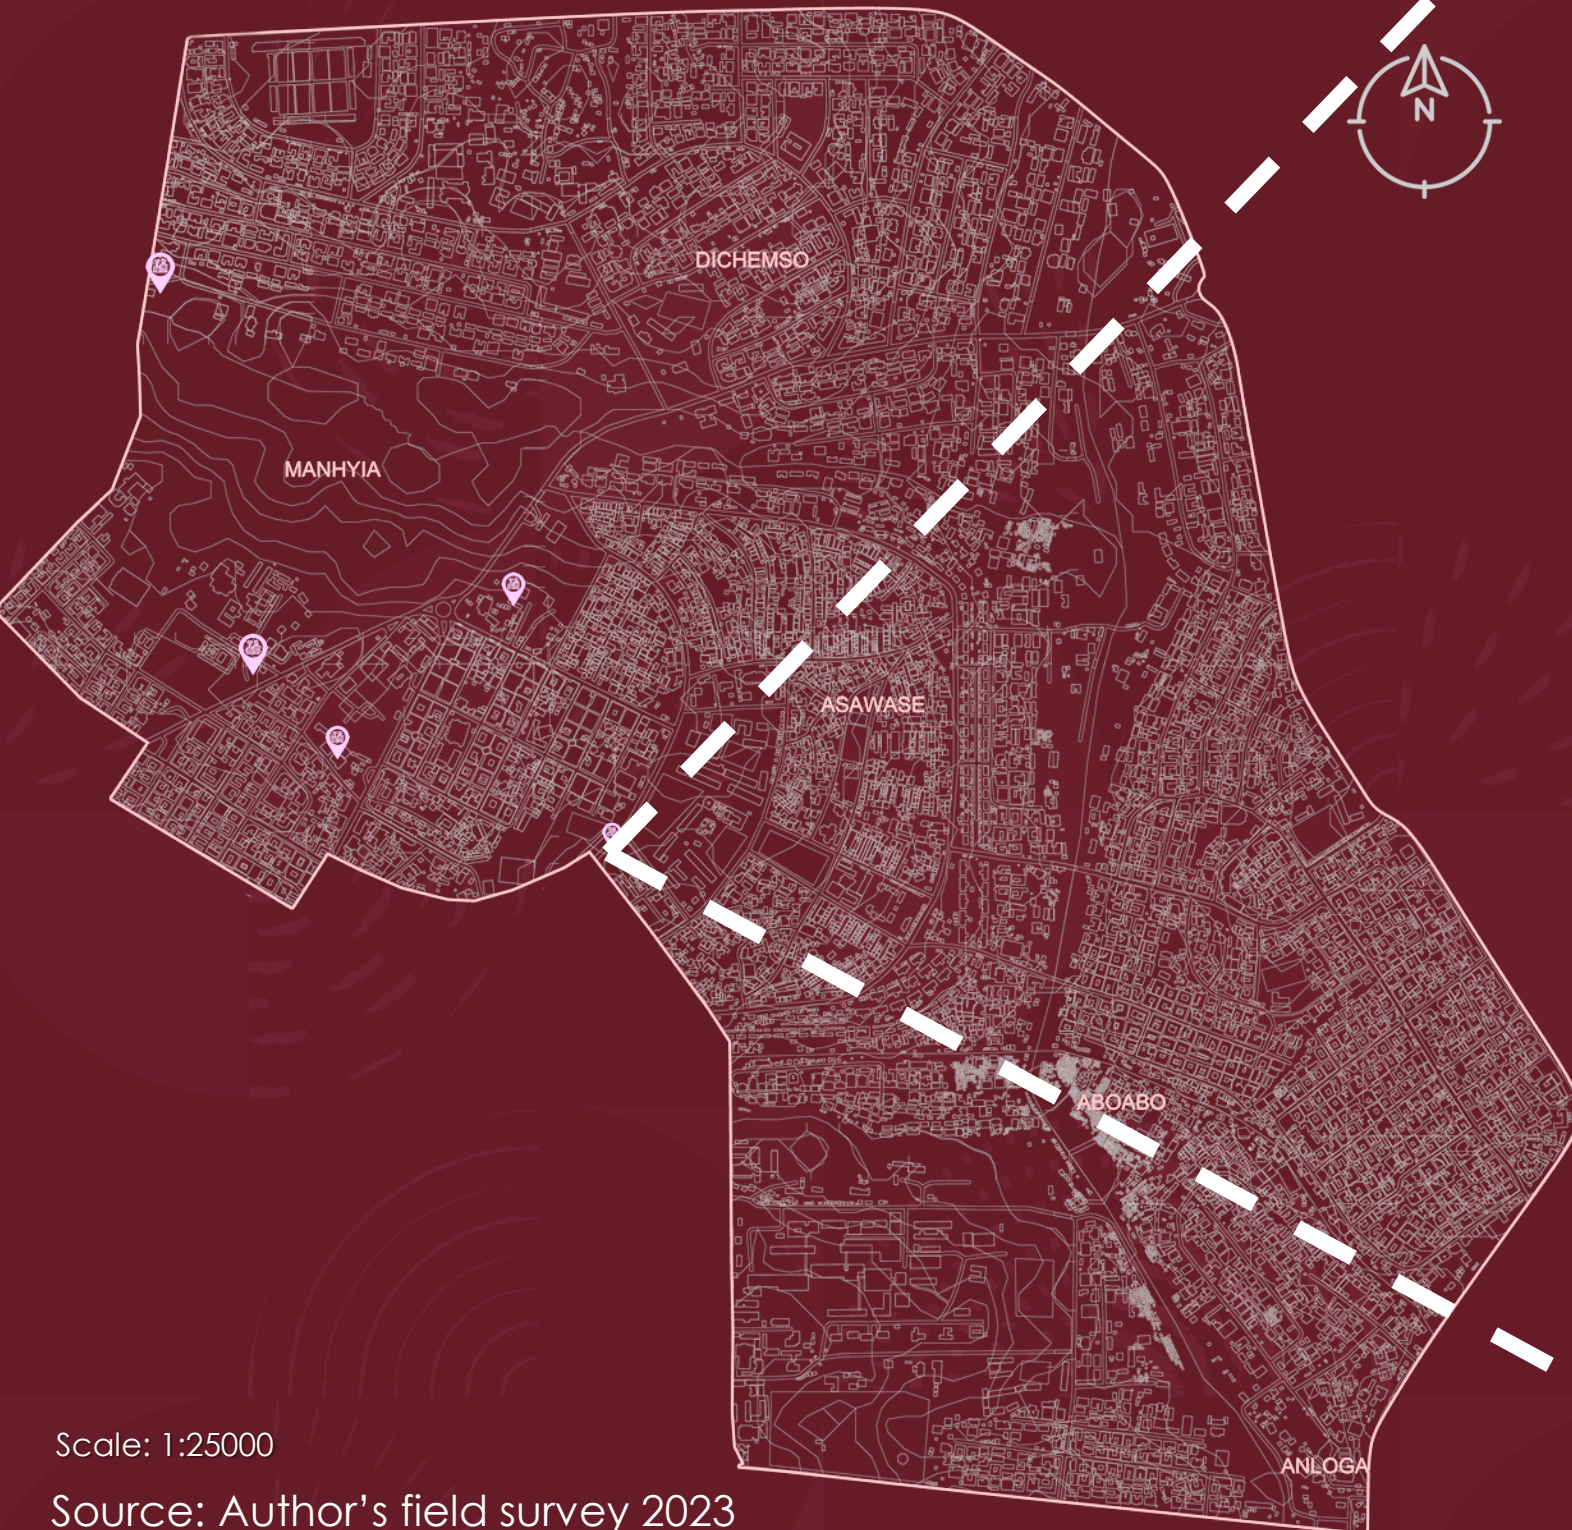 N
DICHEMSO
MANHYIA
ASAWASE
ABOABO
ANLOGA
Scale: 1:25000
Source: Author’s field survey 2023